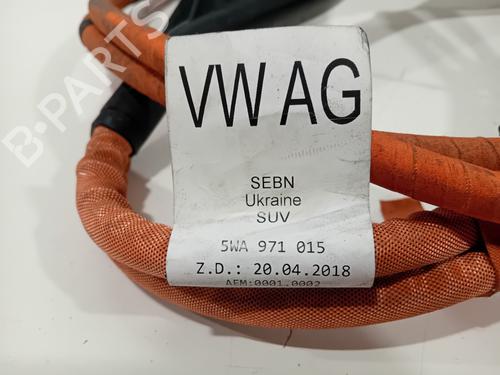 VW AG
SEBN
Ukraine
SUV
5WA 971 015
Z.D.: 20.04.2018
AEM:0001.0002
B-PARTS